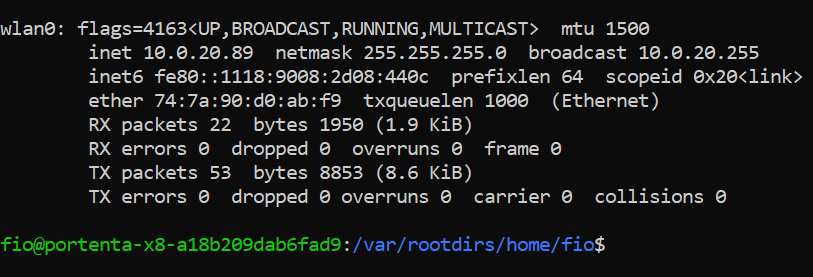 wlan0: flags=4163<UP,BROADCAST,RUNNING,MULTICAST>  mtu 1500
        inet 10.0.20.89  netmask 255.255.255.0  broadcast 10.0.20.255
        inet6 fe80::1118:9008:2d08:440c  prefixlen 64  scopeid 0x20<link>
        ether 74:7a:90:d0:ab:f9  txqueuelen 1000  (Ethernet)
        RX packets 22  bytes 1950 (1.9 KiB)
        RX errors 0  dropped 0  overruns 0  frame 0
        TX packets 53  bytes 8853 (8.6 KiB)
        TX errors 0  dropped 0 overruns 0  carrier 0  collisions 0
fio@portenta-x8-a18b209dab6fad9:/var/rootdirs/home/fio$